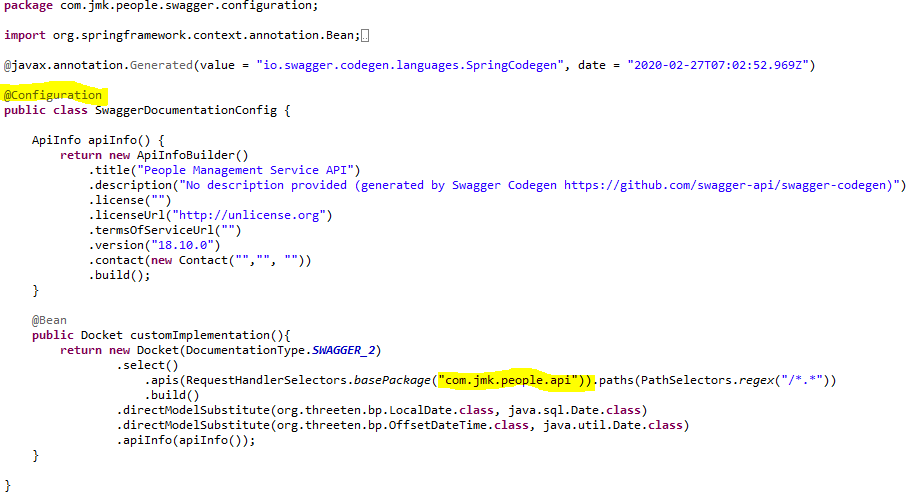 package com.jmk.people.swagger.configuration;
import org.springframework.context.annotation.Bean;
@javax.annotation.Generated(value = "io.swagger.codegen.languages.SpringCodegen", date = "2020-02-27T07:02:52.969Z")
@Configuration
public class SwaggerDocumentationConfig {
ApiInfo apiInfo() {
return new ApiInfoBuilder()
.title("People Management Service API")
.description("No description provided (generated by Swagger Codegen https://github.com/swagger-api/swagger-codegen)")
.license("")
.licenseUrl("http://unlicense.org")
.termsOfServiceUrl("")
.version("18.10.0")
.contact(new Contact("","", ""))
.build();
}
@Bean
public Docket customImplementation(){
return new Docket(DocumentationType.SWAGGER_2)
.select()
.apis(RequestHandlerSelectors.basePackage("com.jmk.people.api")).paths(PathSelectors.regex("/*.*"))
.build()
.directModelSubstitute(org.threeten.bp.LocalDate.class, java.sql.Date.class)
.directModelSubstitute(org.threeten.bp.OffsetDateTime.class, java.util.Date.class)
.apiInfo(apiInfo());
}
}